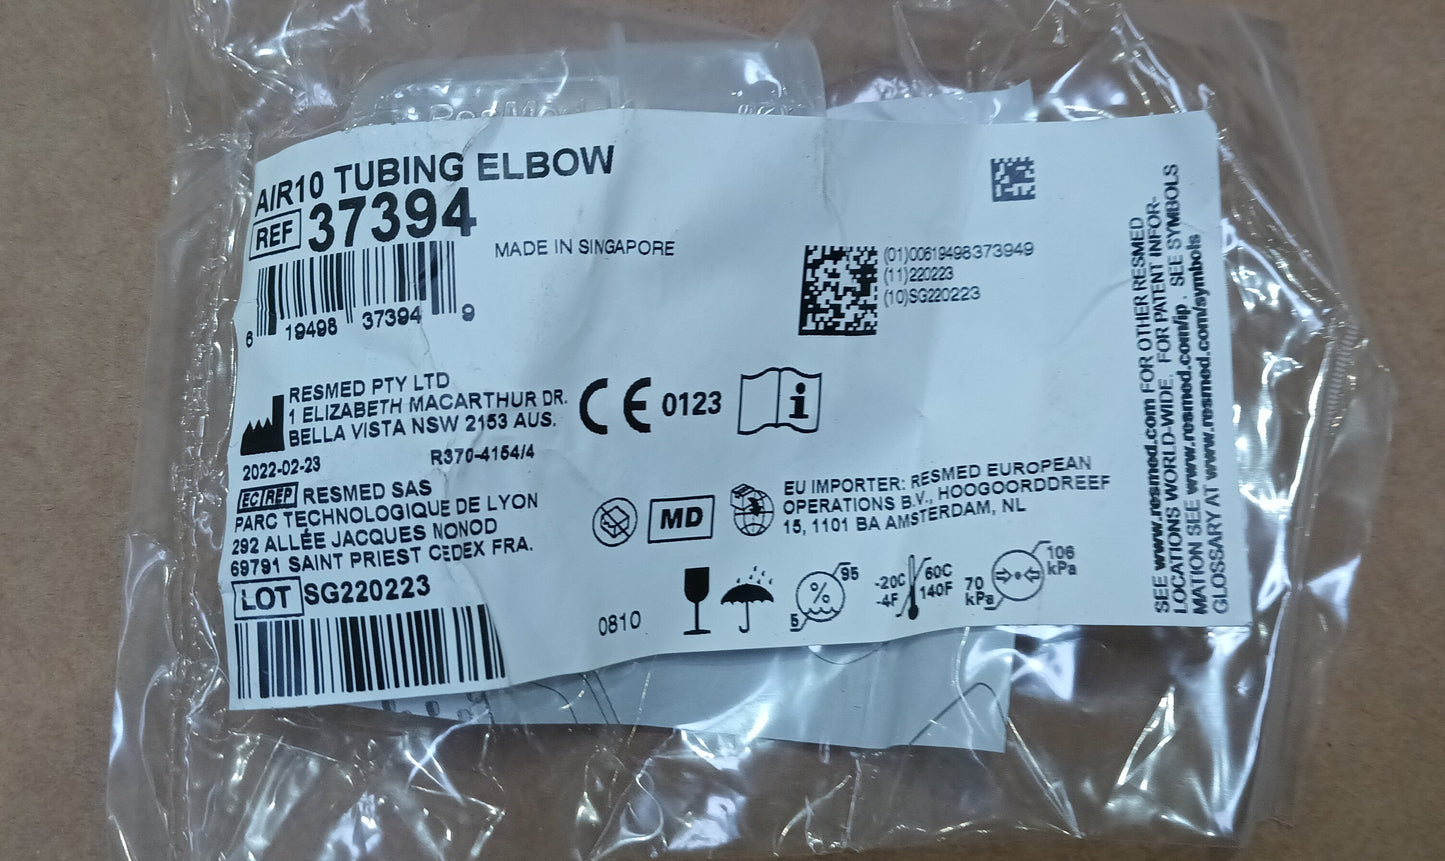 ResMed
AIR10 TUBING ELBOW
REF 37394
MADE IN SINGAPORE
6 19498 37394 9
(01)00619498373949
(11)220223
(10)SG220223
RESMED PTY LTD
1 ELIZABETH MACARTHUR DR.
BELLA VISTA NSW 2153 AUS.
2022-02-23
R370-4154/4
CE 0123
EC REP RESMED SAS
PARC TECHNOLOGIQUE DE LYON
292 ALLÉE JACQUES NONOD
69791 SAINT PRIEST CEDEX FRA.
MD
EU IMPORTER: RESMED EUROPEAN
OPERATIONS B.V., HOOGOORDDREEF
15, 1101 BA AMSTERDAM, NL
LOT SG220223
0810
5 % 95
-20C
-4F
60C
140F
70
kPa
106
kPa
SEE www.resmed.com FOR OTHER RESMED
LOCATIONS WORLD-WIDE. FOR PATENT INFOR-
MATION SEE www.resmed.com/ip . SEE SYMBOLS
GLOSSARY AT www.resmed.com/symbols